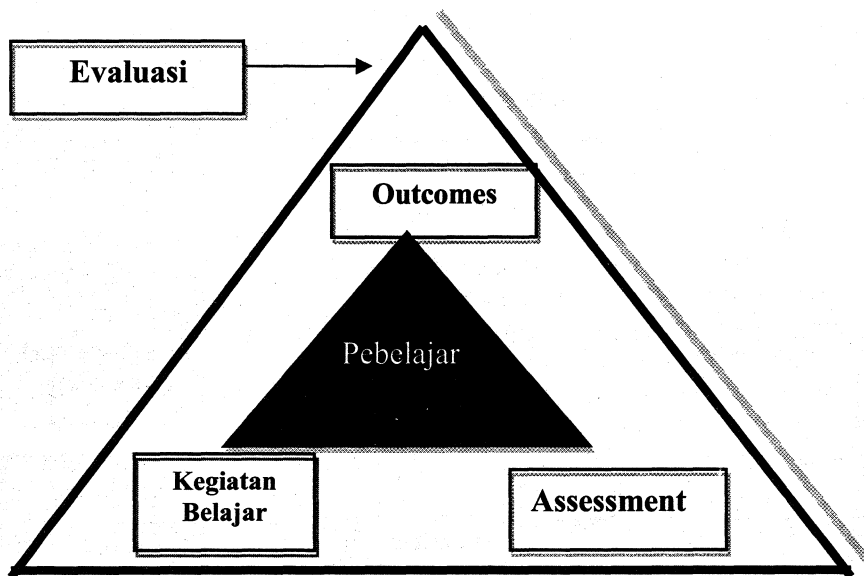 Evaluasi
Outcomes
Pebelajar
Kegiatan
Belajar
Assessment